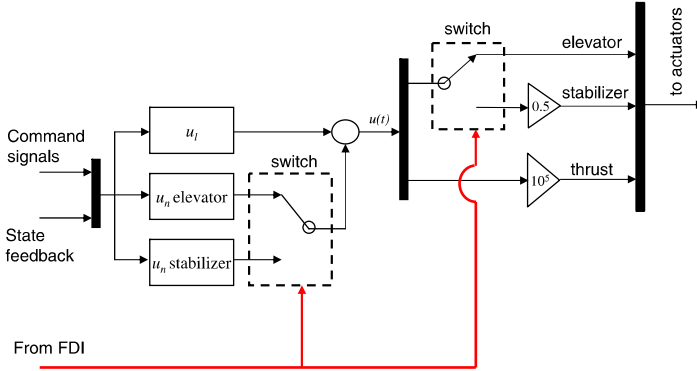 switch
to actuators
elevator
stabilizer
0.5
u(t)
Command
signals
u_l
switch
u_n elevator
thrust
10^5
State
feedback
u_n stabilizer
From FDI